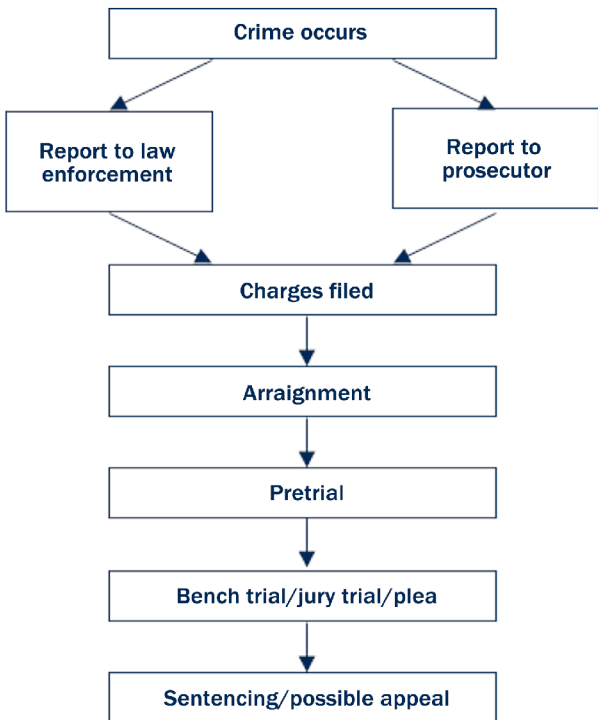 Crime occurs
Report to law
enforcement
Report to
prosecutor
Charges filed
Arraignment
Pretrial
Bench trial/jury trial/plea
Sentencing/possible appeal